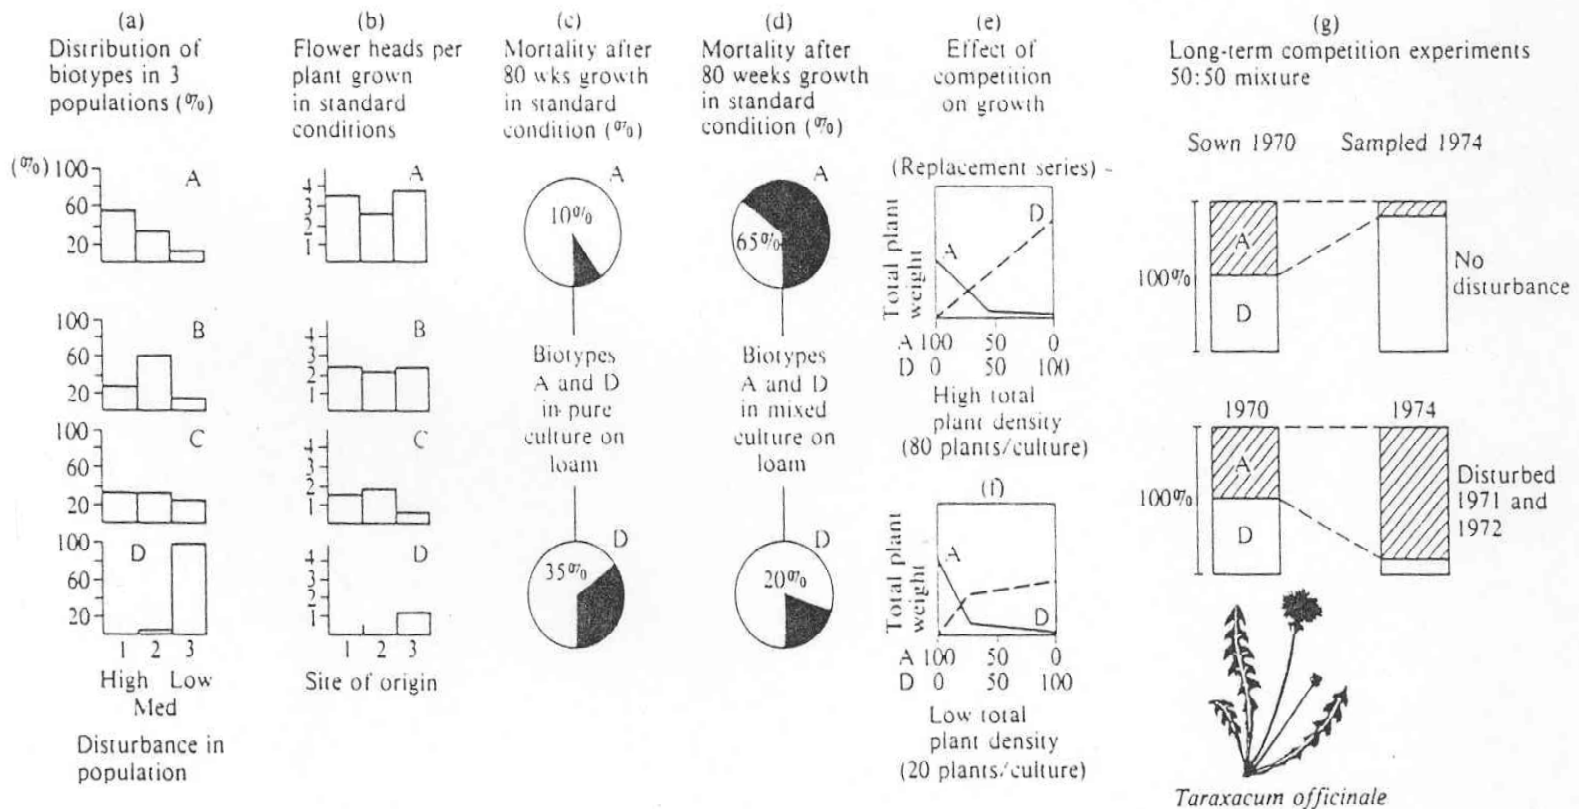 (a)
Distribution of
biotypes in 3
populations (%)
(%) 100
60
20
A
100
60
20
B
100
60
20
C
100
60
20
D
1 2 3
High Low
Med
Disturbance in
population
(b)
Flower heads per
plant grown
in standard
conditions
4
3
2
1
A
4
3
2
1
B
4
3
2
1
C
4
3
2
1
D
1 2 3
Site of origin
(c)
Mortality after
80 wks growth
in standard
condition (%)
A
10%
Biotypes
A and D
in pure
culture on
loam
D
35%
(d)
Mortality after
80 weeks growth
in standard
condition (%)
A
65%
Biotypes
A and D
in mixed
culture on
loam
D
20%
(e)
Effect of
competition
on growth
(Replacement series)
Total plant
weight
A
D
A 100 50 0
D 0 50 100
High total
plant density
(80 plants/culture)
(f)
Total plant
weight
A
D
100 50 0
A
D 0 50 100
Low total
plant density
(20 plants/culture)
(g)
Long-term competition experiments
50:50 mixture
Sown 1970 Sampled 1974
100%
A
D
No
disturbance
1970 1974
100%
A
D
Disturbed
1971 and
1972
Taraxacum officinale